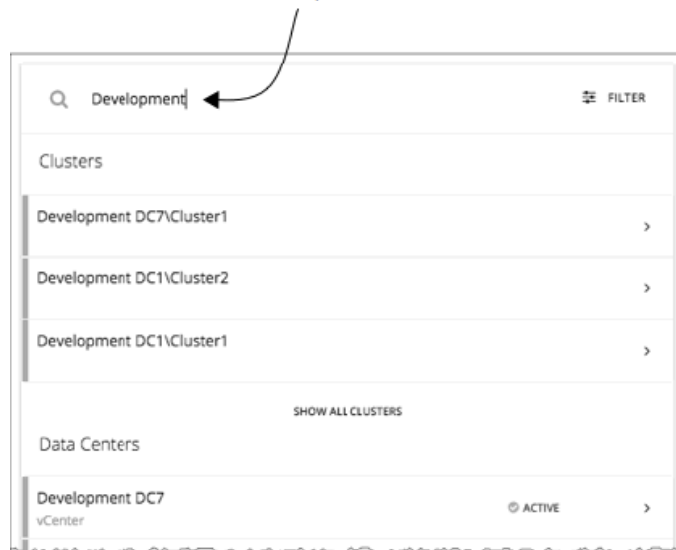 Development
FILTER
Clusters
Development DC7\Cluster1
Development DC1\Cluster2
Development DC1\Cluster1
SHOW ALL CLUSTERS
Data Centers
Development DC7
ACTIVE
vCenter